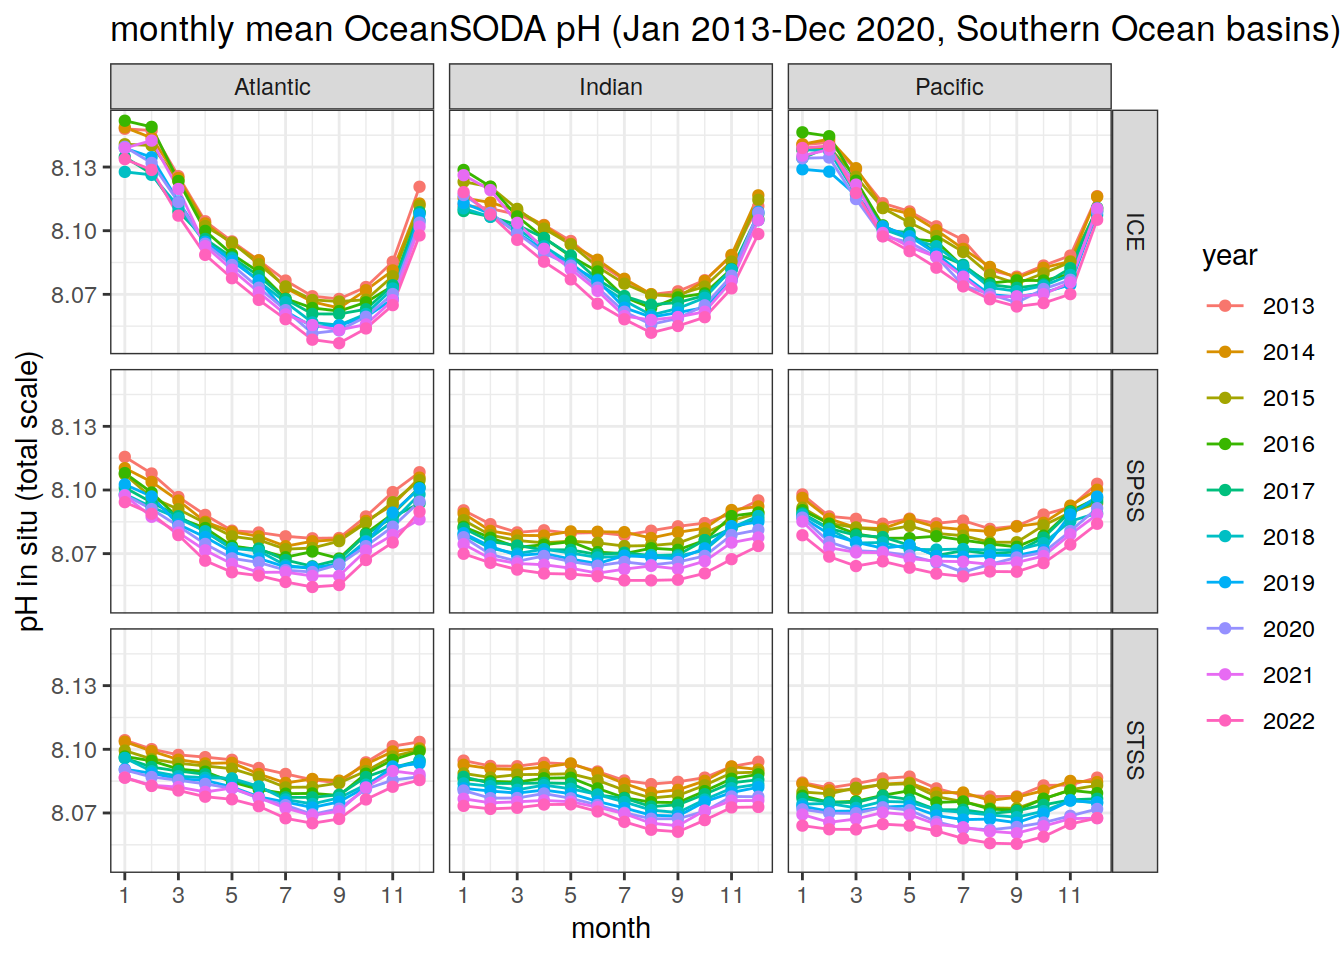 monthly mean OceanSODA pH (Jan 2013-Dec 2020, Southern Ocean basins)
Atlantic Indian Pacific
8.13
8.10
8.07
ICE
8.13
8.10
8.07
SPSS
8.13
8.10
8.07
STSS
1 3 5 7 9 11 1 3 5 7 9 11 1 3 5 7 9 11
month
pH in situ (total scale)
year
2013
2014
2015
2016
2017
2018
2019
2020
2021
2022